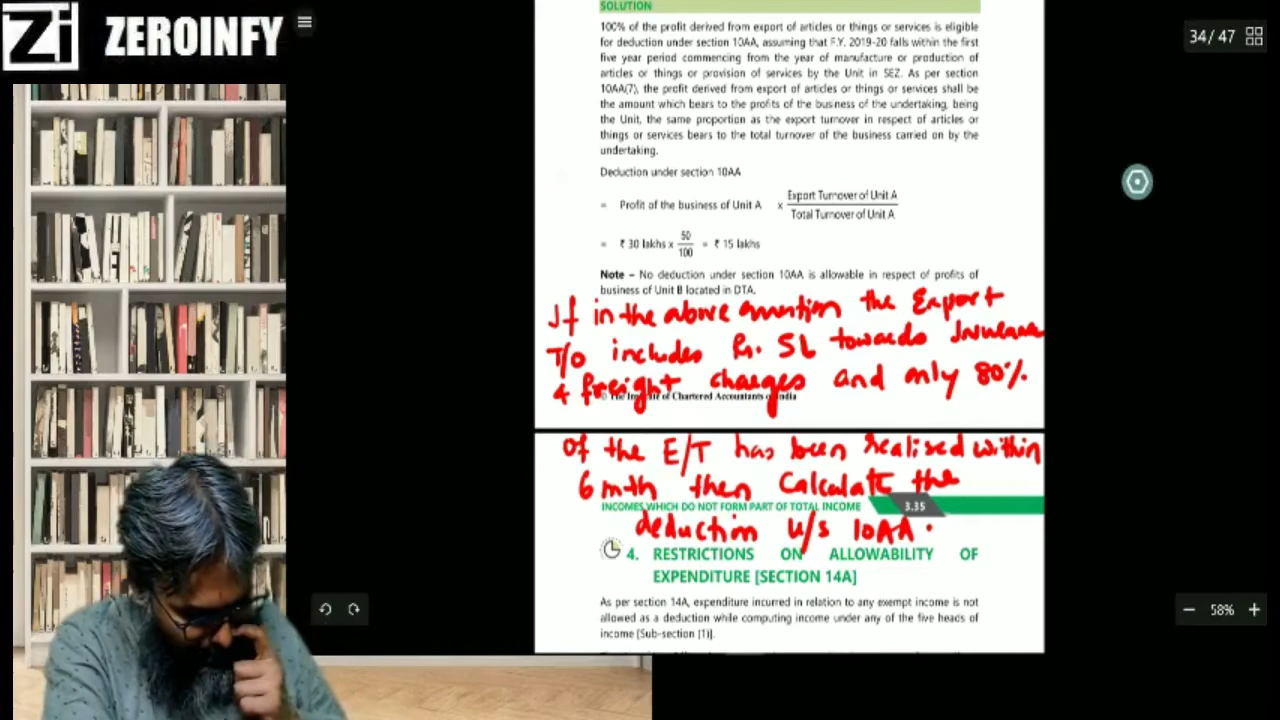 Zi ZEROINFY
34/ 47
SOLUTION
100% of the profit derived from export of articles or things or services is eligible
for deduction under section 10AA, assuming that F.Y. 2019-20 falls within the first
five year period commencing from the year of manufacture or production of
articles or things or provision of services by the Unit in SEZ. As per section
10AA(7), the profit derived from export of articles or things or services shall be
the amount which bears to the profits of the business of the undertaking, being
the Unit, the same proportion as the export turnover in respect of articles or
things or services bears to the total turnover of the business carried on by the
undertaking.
Deduction under section 10AA
= Profit of the business of Unit A x Export Turnover of Unit A
Total Turnover of Unit A
= ₹ 30 lakhs x 50/100 = ₹ 15 lakhs
Note – No deduction under section 10AA is allowable in respect of profits of
business of Unit B located in DTA.
If in the above question the Export
T/O includes Rs. 5L towards Insurance
& freight charges and only 80%
© The Institute of Chartered Accountants of India
of the E/T has been realised within
6 mth then Calculate the
INCOMES WHICH DO NOT FORM PART OF TOTAL INCOME 3.35
deduction u/s 10AA.
4. RESTRICTIONS ON ALLOWABILITY OF
EXPENDITURE [SECTION 14A]
As per section 14A, expenditure incurred in relation to any exempt income is not
allowed as a deduction while computing income under any of the five heads of
income [Sub-section (1)].
58%